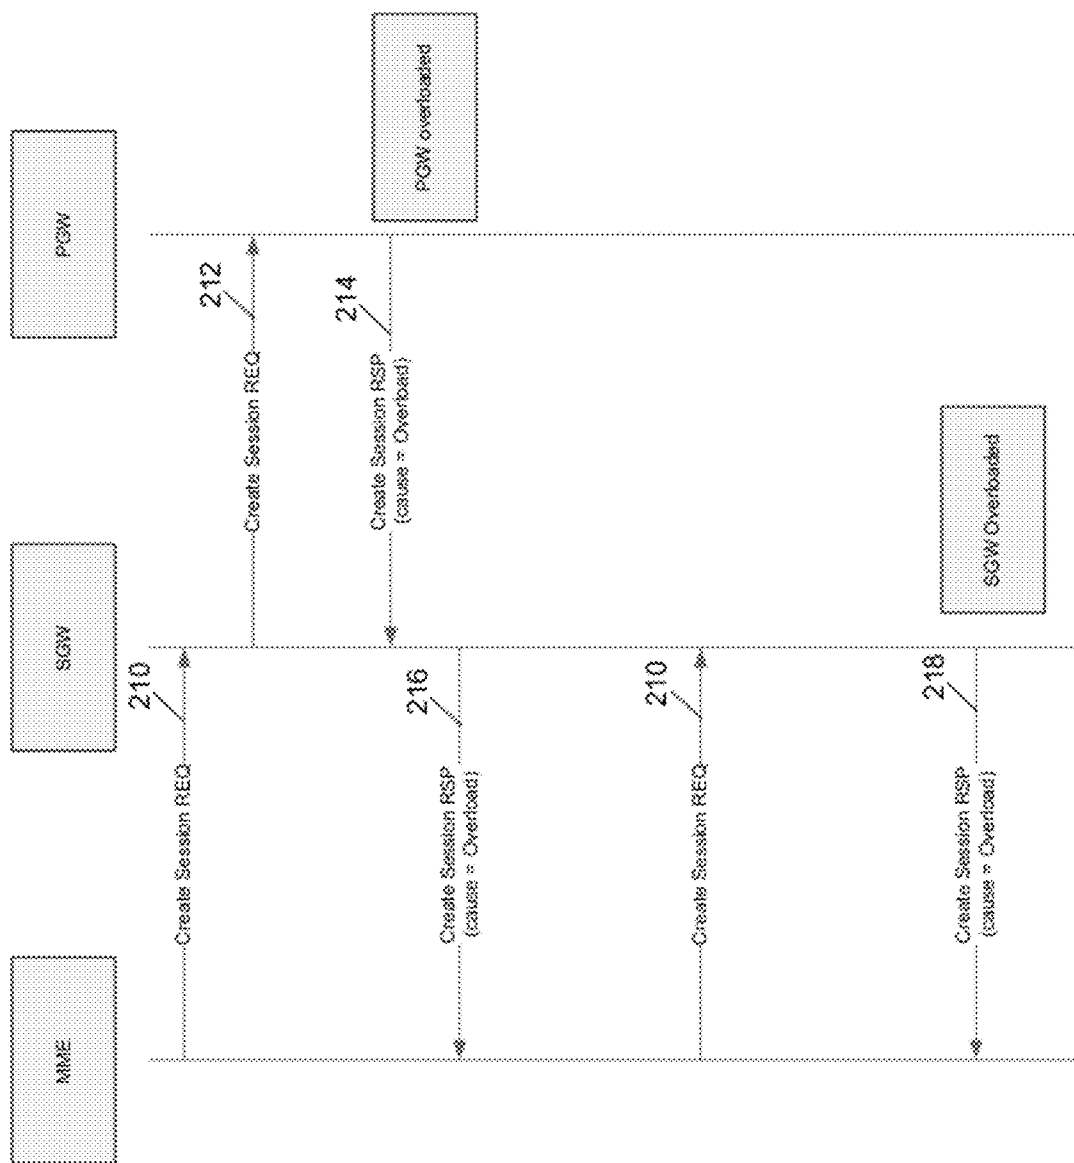 MME
SGW
PGW
Create Session REQ
210
Create Session REQ
212
Create Session RSP
(cause = Overload)
214
PGW overloaded
Create Session RSP
(cause = Overload)
216
Create Session REQ
210
Create Session RSP
(cause = Overload)
218
SGW Overloaded